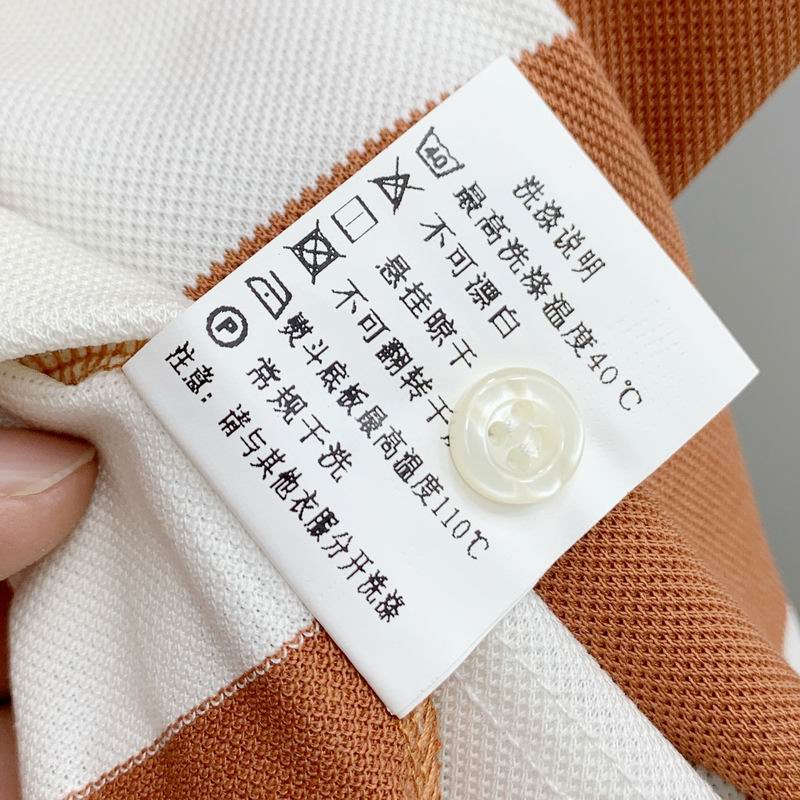 洗涤说明
40
最高洗涤温度40℃
不可漂白
悬挂晾干
不可翻转干
熨斗底板最高温度110℃
P
常规干洗
注意：请与其他衣服分开洗涤